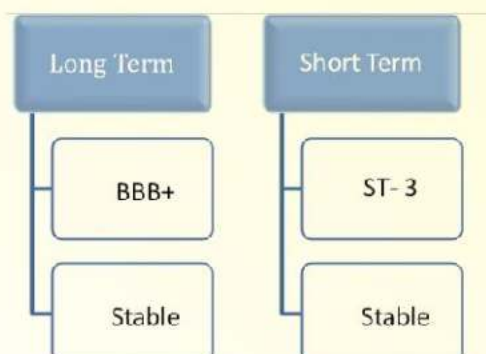 Long Term
BBB+
Stable
Short Term
ST- 3
Stable